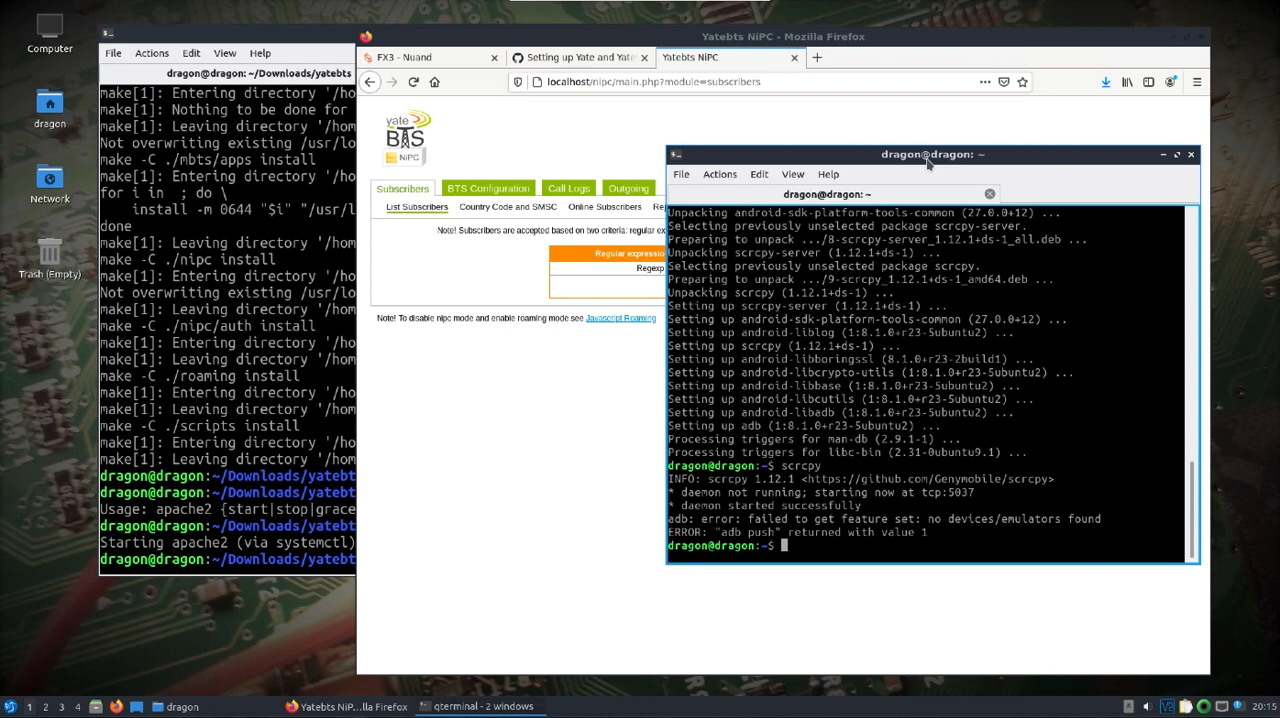 Computer
dragon
Network
Trash (Empty)
File Actions Edit View Help
dragon@dragon: ~/Downloads/yatebts
make[1]: Entering directory '/ho
make[1]: Nothing to be done for
make[1]: Leaving directory '/hom
Not overwriting existing /usr/lo
make -C ./mbts/apps install
make[1]: Entering directory '/ho
for i in ; do \
install -m 0644 "$i" "/usr/l
done
make[1]: Leaving directory '/hom
make -C ./nipc install
make[1]: Entering directory '/ho
Not overwriting existing /usr/lo
make[1]: Leaving directory '/hom
make -C ./nipc/auth install
make[1]: Entering directory '/ho
make[1]: Leaving directory '/hom
make -C ./roaming install
make[1]: Entering directory '/ho
make[1]: Leaving directory '/hom
make -C ./scripts install
make[1]: Entering directory '/ho
make[1]: Leaving directory '/hom
dragon@dragon:~/Downloads/yatebt
dragon@dragon:~/Downloads/yatebt
Usage: apache2 {start|stop|grace
dragon@dragon:~/Downloads/yatebt
Starting apache2 (via systemctl)
dragon@dragon:~/Downloads/yatebt
Yatebts NiPC - Mozilla Firefox
FX3 - Nuand
Setting up Yate and Yate
Yatebts NiPC
localhost/nipc/main.php?module=subscribers
yate
BTS
NiPC
Subscribers BTS Configuration Call Logs Outgoing
List Subscribers Country Code and SMSC Online Subscribers Re
Note! Subscribers are accepted based on two criteria: regular ex
Regular expressio
Regexp
Note! To disable nipc mode and enable roaming mode see Javascript Roaming
dragon@dragon: ~
File Actions Edit View Help
dragon@dragon: ~
Unpacking android-sdk-platform-tools-common (27.0.0+12) ...
Selecting previously unselected package scrcpy-server.
Preparing to unpack .../8-scrcpy-server_1.12.1+ds-1_all.deb ...
Unpacking scrcpy-server (1.12.1+ds-1) ...
Selecting previously unselected package scrcpy.
Preparing to unpack .../9-scrcpy_1.12.1+ds-1_amd64.deb ...
Unpacking scrcpy (1.12.1+ds-1) ...
Setting up scrcpy-server (1.12.1+ds-1) ...
Setting up android-sdk-platform-tools-common (27.0.0+12) ...
Setting up android-liblog (1:8.1.0+r23-5ubuntu2) ...
Setting up scrcpy (1.12.1+ds-1) ...
Setting up android-libboringssl (8.1.0+r23-2build1) ...
Setting up android-libcrypto-utils (1:8.1.0+r23-5ubuntu2) ...
Setting up android-libbase (1:8.1.0+r23-5ubuntu2) ...
Setting up android-libcutils (1:8.1.0+r23-5ubuntu2) ...
Setting up android-libadb (1:8.1.0+r23-5ubuntu2) ...
Setting up adb (1:8.1.0+r23-5ubuntu2) ...
Processing triggers for man-db (2.9.1-1) ...
Processing triggers for libc-bin (2.31-0ubuntu9.1) ...
dragon@dragon:~$ scrcpy
INFO: scrcpy 1.12.1 <https://github.com/Genymobile/scrcpy>
* daemon not running; starting now at tcp:5037
* daemon started successfully
adb: error: failed to get feature set: no devices/emulators found
ERROR: "adb push" returned with value 1
dragon@dragon:~$
1 2 3 4
dragon
Yatebts NiP…lla Firefox
qterminal - 2 windows
20:15